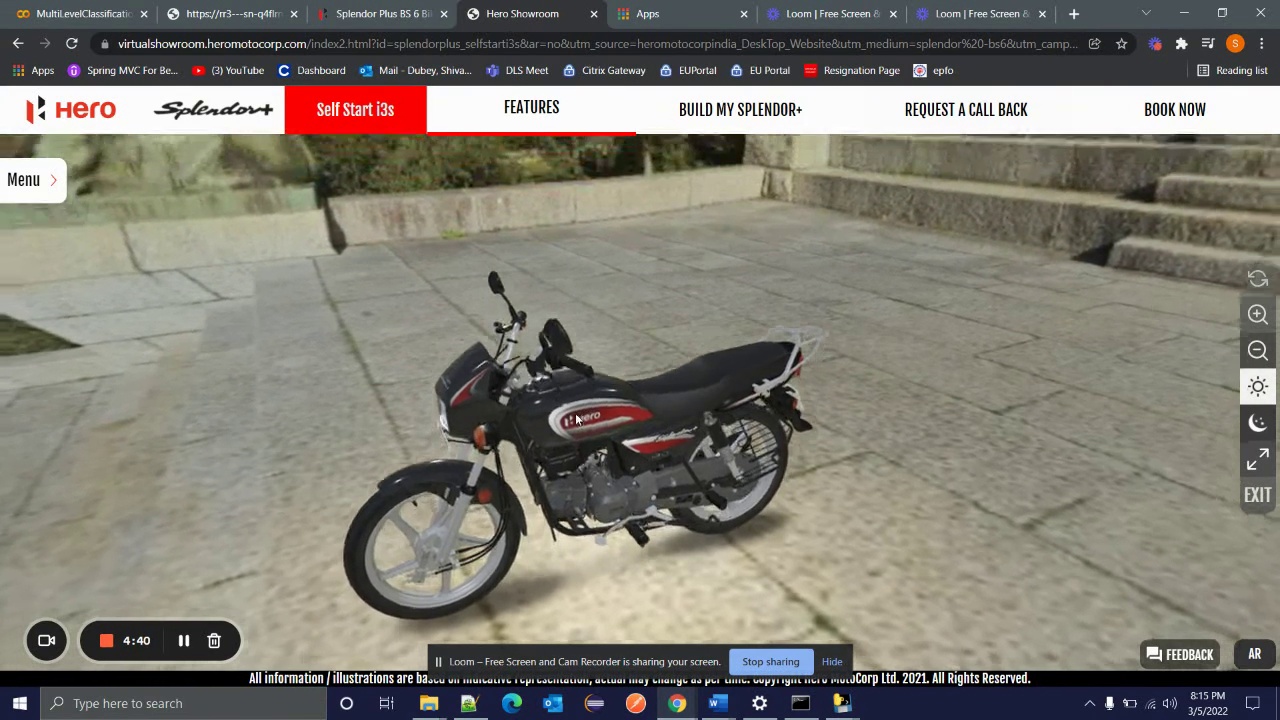 MultiLevelClassificatio
https://rr3---sn-q4flrn
Splendor Plus BS 6 Bi
Hero Showroom
Apps
Loom | Free Screen &
Loom | Free Screen &
virtualshowroom.heromotocorp.com/index2.html?id=splendorplus_selfstarti3s&at=no&utm_source=heromotocorpindia_DeskTop_Website&utm_medium=splendor%20-bs6&utm_camp...
S
Apps
Spring MVC For Be...
(3) YouTube
Dashboard
Mail - Dubey, Shiva...
DLS Meet
Citrix Gateway
EUPortal
EU Portal
Resignation Page
epfo
Reading list
Hero
Splendor+
Self Start i3s
FEATURES
BUILD MY SPLENDOR+
REQUEST A CALL BACK
BOOK NOW
Menu
Hero
EXIT
4:40
Loom – Free Screen and Cam Recorder is sharing your screen.
Stop sharing
Hide
FEEDBACK
AR
All information / illustrations are based on indicative representation, actual may change as per time. Copyright Hero MotoCorp Ltd. 2021. All Rights Reserved.
Type here to search
8:15 PM
3/5/2022